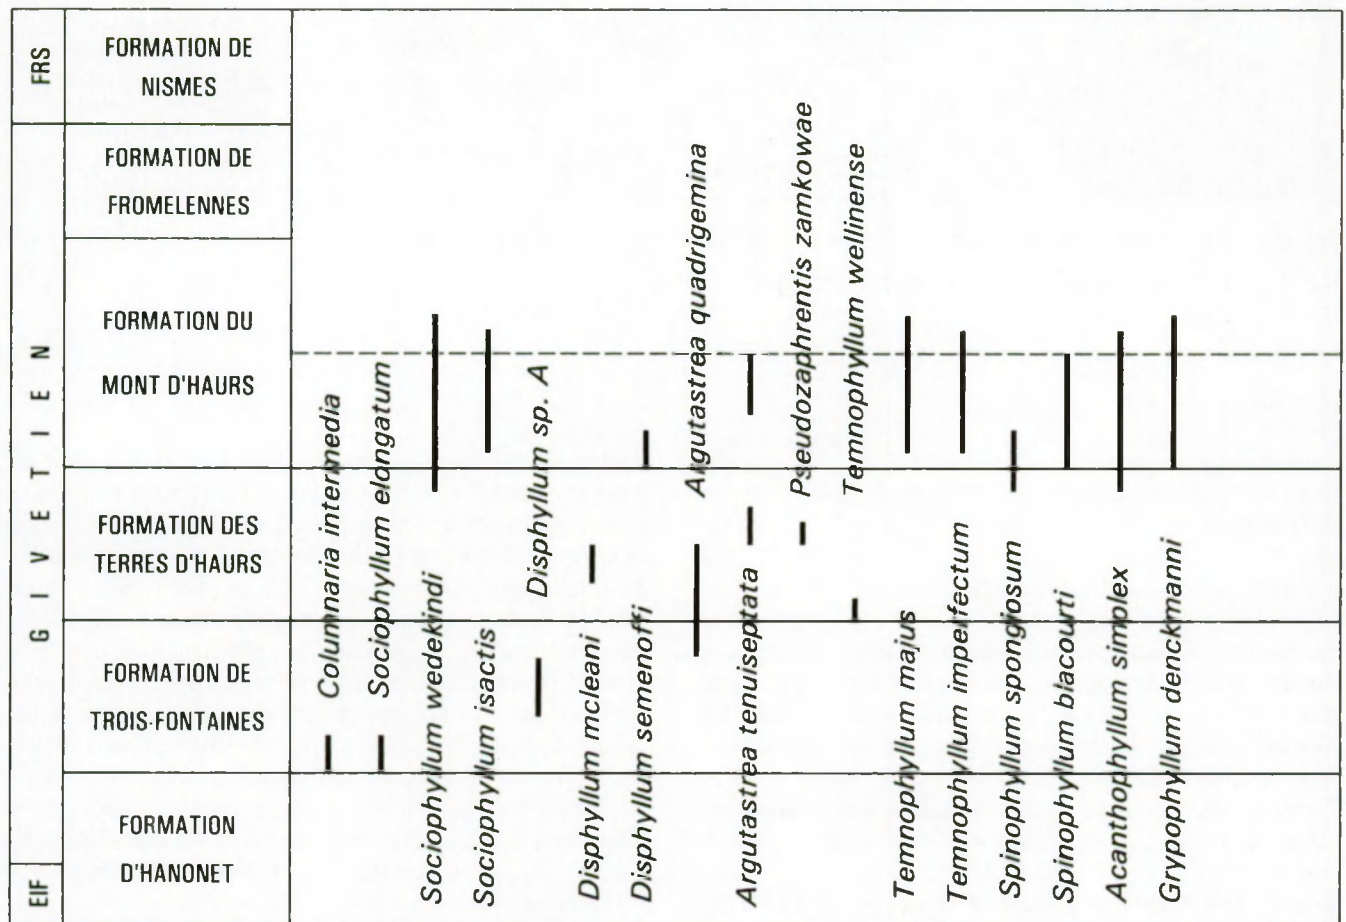 FRS
FORMATION DE
NISMES
GIVETIEN
FORMATION DE
FROMELENNES
FORMATION DU
MONT D'HAURS
FORMATION DES
TERRES D'HAURS
FORMATION DE
TROIS-FONTAINES
FORMATION
D'HANONET
EIF
Columnaria intermedia
Sociophyllum elongatum
Sociophyllum wedekindi
Sociophyllum isactis
Disphyllum sp. A
Disphyllum mcleani
Disphyllum semenoffi
Argutastrea quadrigemina
Argutastrea tenuiseptata
Pseudozaphrentis zamkowae
Temnophyllum wellinense
Temnophyllum majus
Temnophyllum imperfectum
Spinophyllum spongiosum
Spinophyllum blacourti
Acanthophyllum simplex
Grypophyllum denckmanni